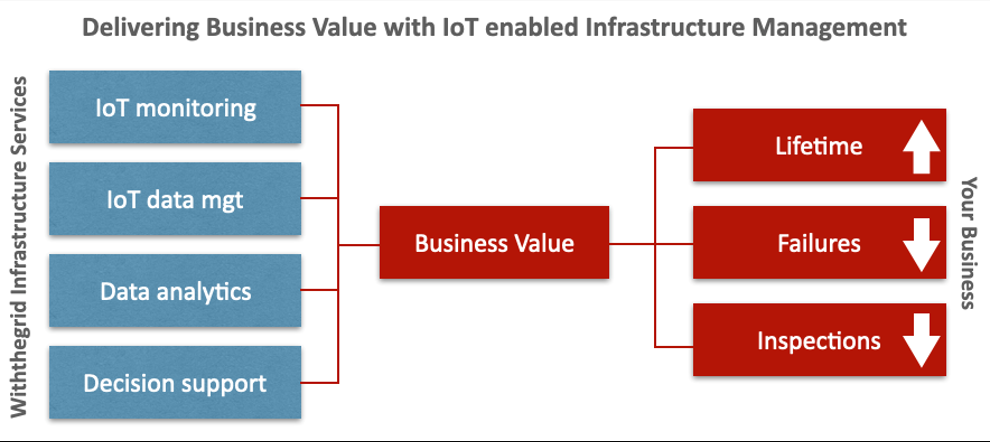 Delivering Business Value with IoT enabled Infrastructure Management
Withthegrid Infrastructure Services
IoT monitoring
IoT data mgt
Data analytics
Decision support
Business Value
Lifetime
Failures
Inspections
Your Business